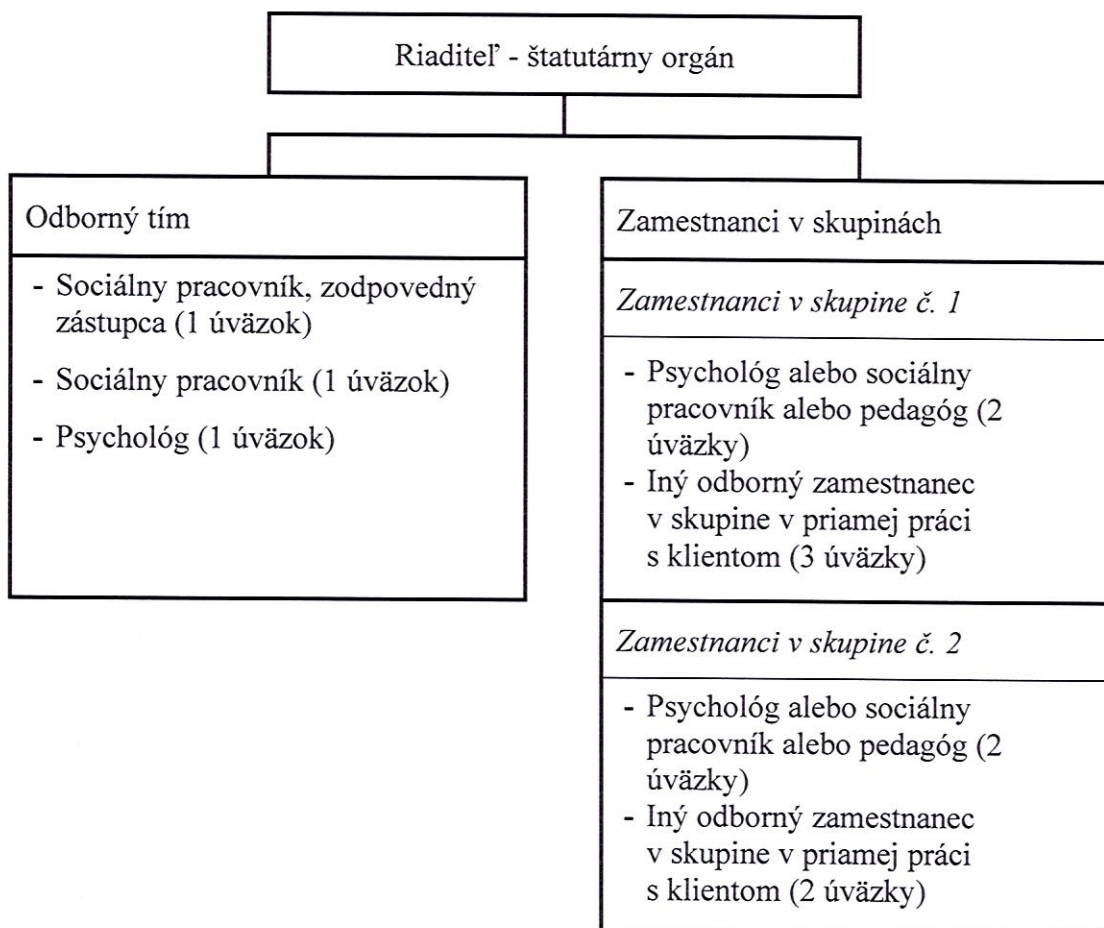 Riaditeľ - štatutárny orgán
Odborný tím
- Sociálny pracovník, zodpovedný
zástupca (1 úväzok)
- Sociálny pracovník (1 úväzok)
- Psychológ (1 úväzok)
Zamestnanci v skupinách
Zamestnanci v skupine č. 1
- Psychológ alebo sociálny
pracovník alebo pedagóg (2
úväzky)
- Iný odborný zamestnanec
v skupine v priamej práci
s klientom (3 úväzky)
Zamestnanci v skupine č. 2
- Psychológ alebo sociálny
pracovník alebo pedagóg (2
úväzky)
- Iný odborný zamestnanec
v skupine v priamej práci
s klientom (2 úväzky)